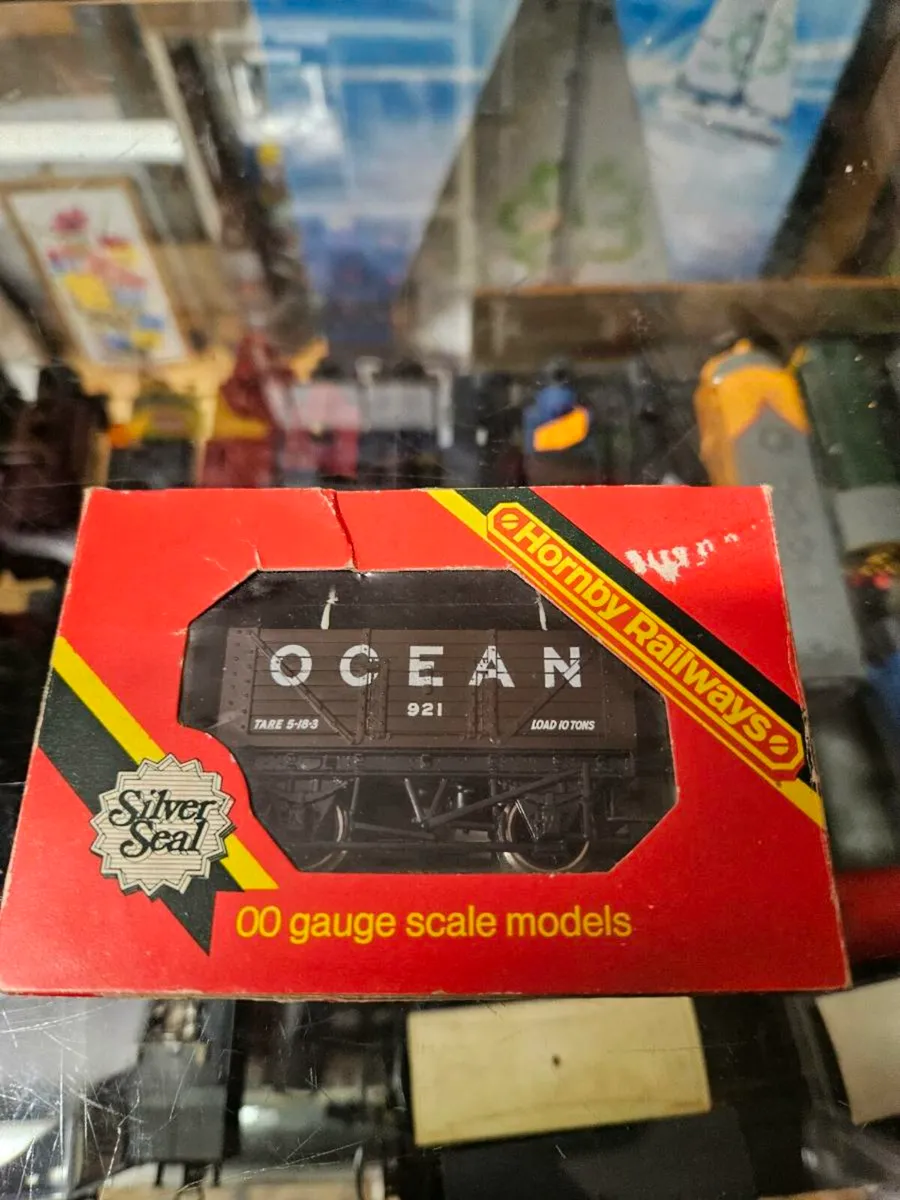 Hornby Railways
OCEAN
921
TARE 5-18-3
LOAD 10 TONS
Silver
Seal
00 gauge scale models